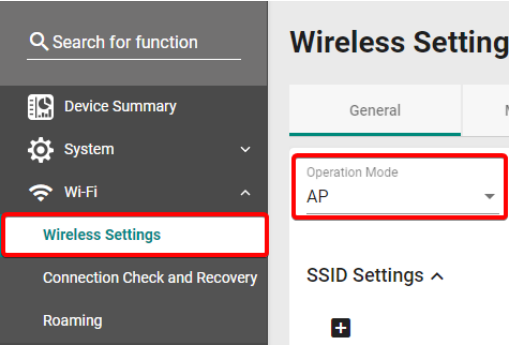 Search for function
Device Summary
System
Wi-Fi
Wireless Settings
Connection Check and Recovery
Roaming
Wireless Setting
General
Operation Mode
AP
SSID Settings